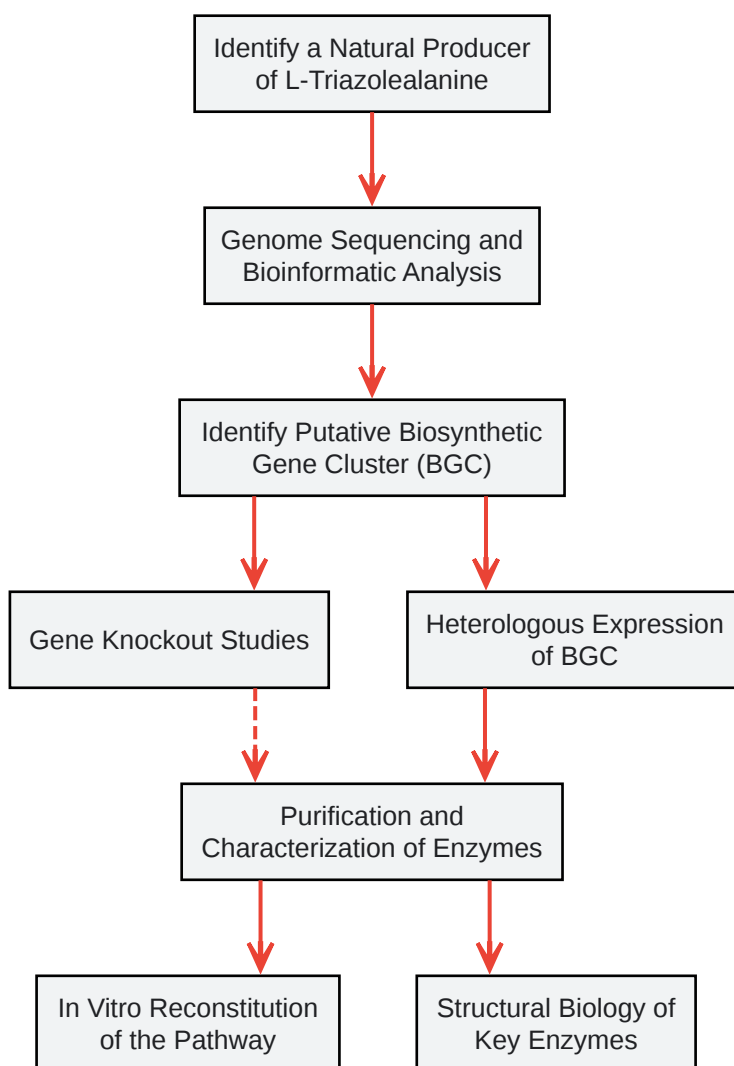 Identify a Natural Producer
of L-Triazolealanine
Genome Sequencing and
Bioinformatic Analysis
Identify Putative Biosynthetic
Gene Cluster (BGC)
Gene Knockout Studies
Heterologous Expression
of BGC
Purification and
Characterization of Enzymes
In Vitro Reconstitution
of the Pathway
Structural Biology of
Key Enzymes